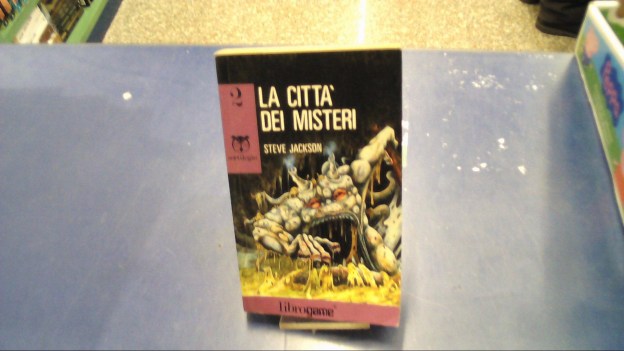 2
LA CITTA'
DEI MISTERI
STEVE JACKSON
librogame